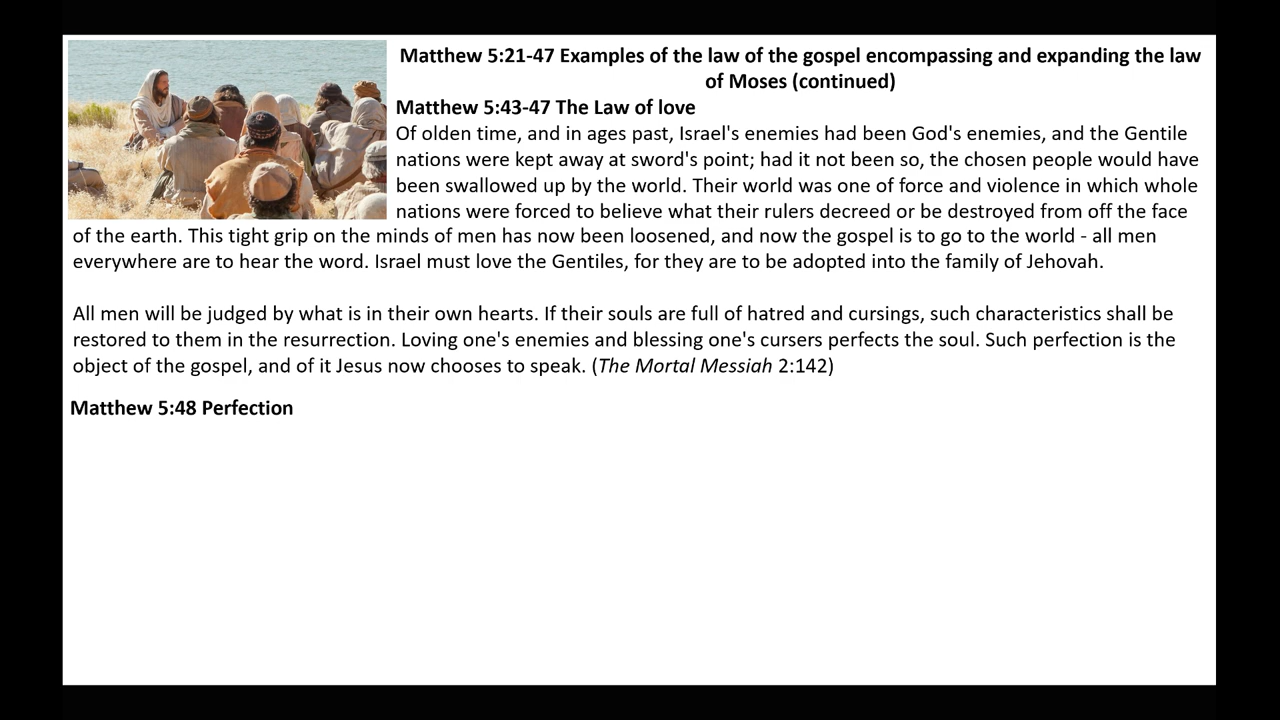 Matthew 5:21-47 Examples of the law of the gospel encompassing and expanding the law
of Moses (continued)
Matthew 5:43-47 The Law of love
Of olden time, and in ages past, Israel's enemies had been God's enemies, and the Gentile
nations were kept away at sword's point; had it not been so, the chosen people would have
been swallowed up by the world. Their world was one of force and violence in which whole
nations were forced to believe what their rulers decreed or be destroyed from off the face
of the earth. This tight grip on the minds of men has now been loosened, and now the gospel is to go to the world - all men
everywhere are to hear the word. Israel must love the Gentiles, for they are to be adopted into the family of Jehovah.
All men will be judged by what is in their own hearts. If their souls are full of hatred and cursings, such characteristics shall be
restored to them in the resurrection. Loving one's enemies and blessing one's cursers perfects the soul. Such perfection is the
object of the gospel, and of it Jesus now chooses to speak. (The Mortal Messiah 2:142)
Matthew 5:48 Perfection